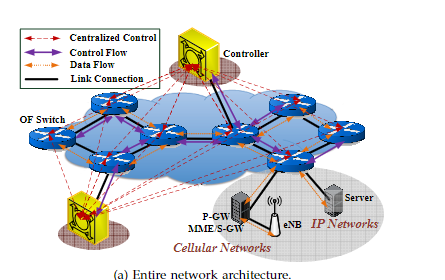 Centralized Control
Control Flow
Data Flow
Link Connection
Controller
OF Switch
Server
P-GW
MME/S-GW
eNB
IP Networks
Cellular Networks
(a) Entire network architecture.